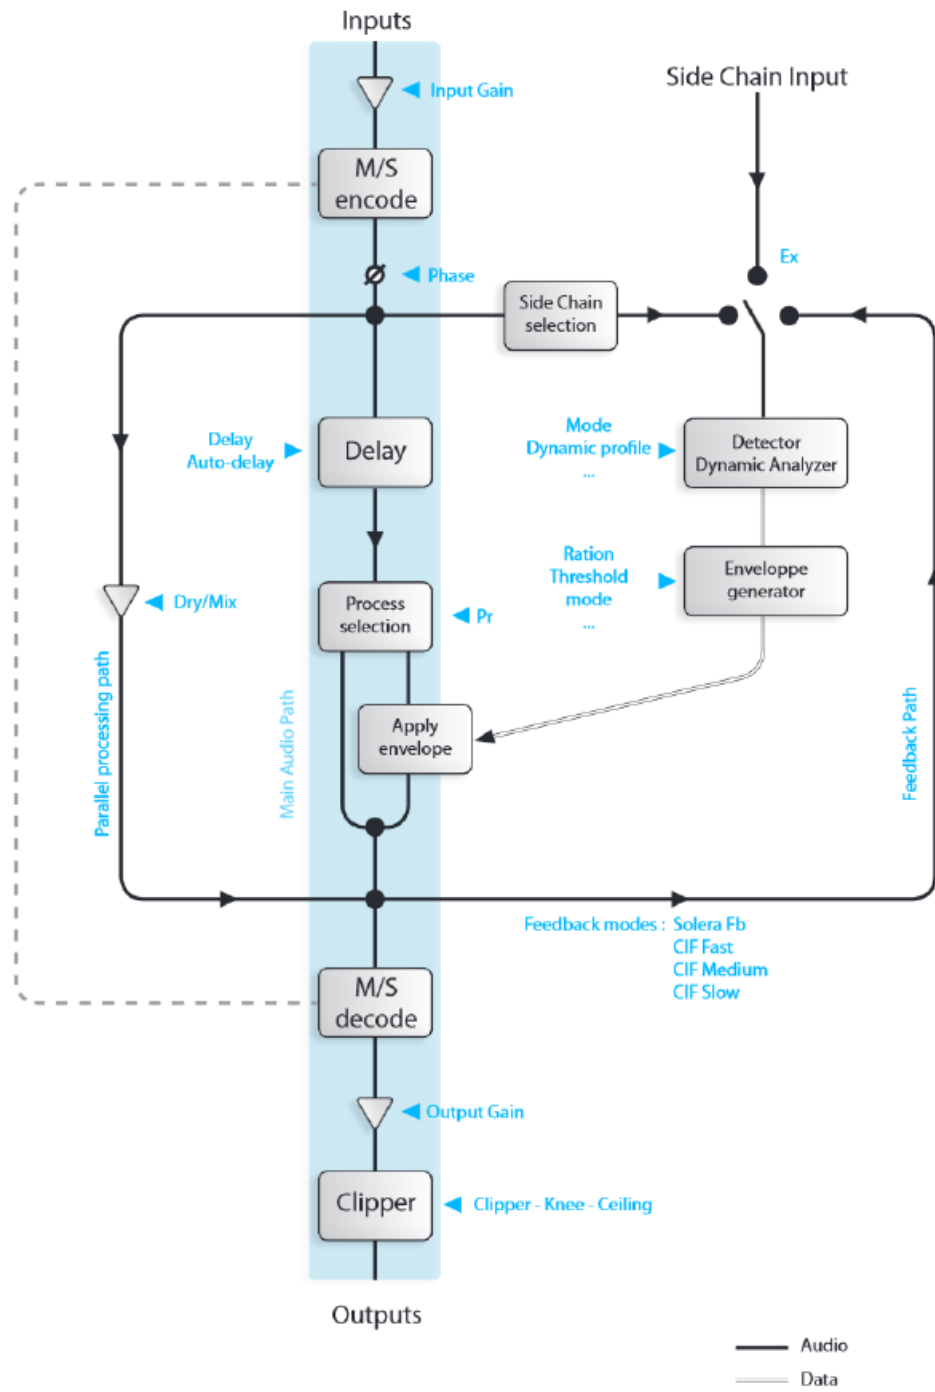 Inputs
Input Gain
Side Chain Input
M/S
encode
Ex
Phase
Side Chain
selection
Delay
Auto-delay
Delay
Mode
Dynamic profile
...
Detector
Dynamic Analyzer
Ration
Threshold
mode
...
Enveloppe
generator
Dry/Mix
Process
selection
Pr
Parallel processing path
Main Audio Path
Apply
envelope
Feedback Path
Feedback modes : Solera Fb
CIF Fast
CIF Medium
CIF Slow
M/S
decode
Output Gain
Clipper
Clipper - Knee - Ceiling
Outputs
Audio
Data